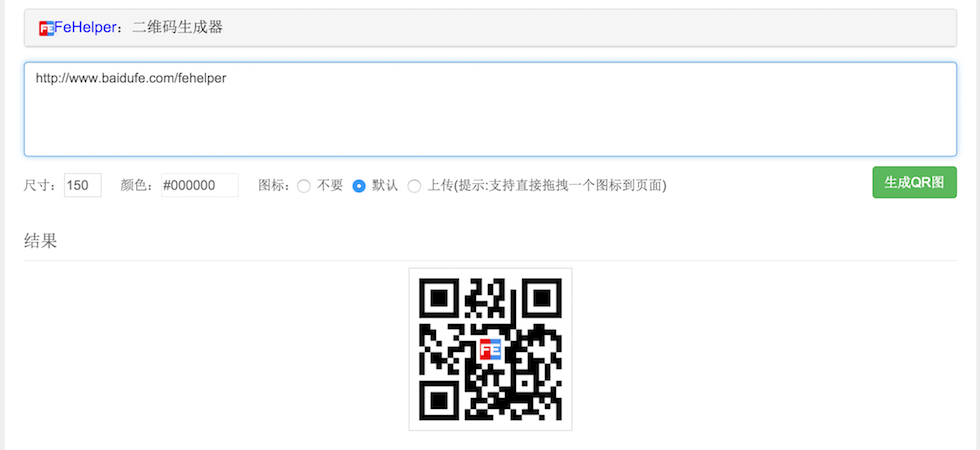 FeHelper：二维码生成器
http://www.baidufe.com/fehelper
尺寸：150 颜色：#000000 图标： 不要 默认 上传(提示:支持直接拖拽一个图标到页面) 生成QR图
结果
FE